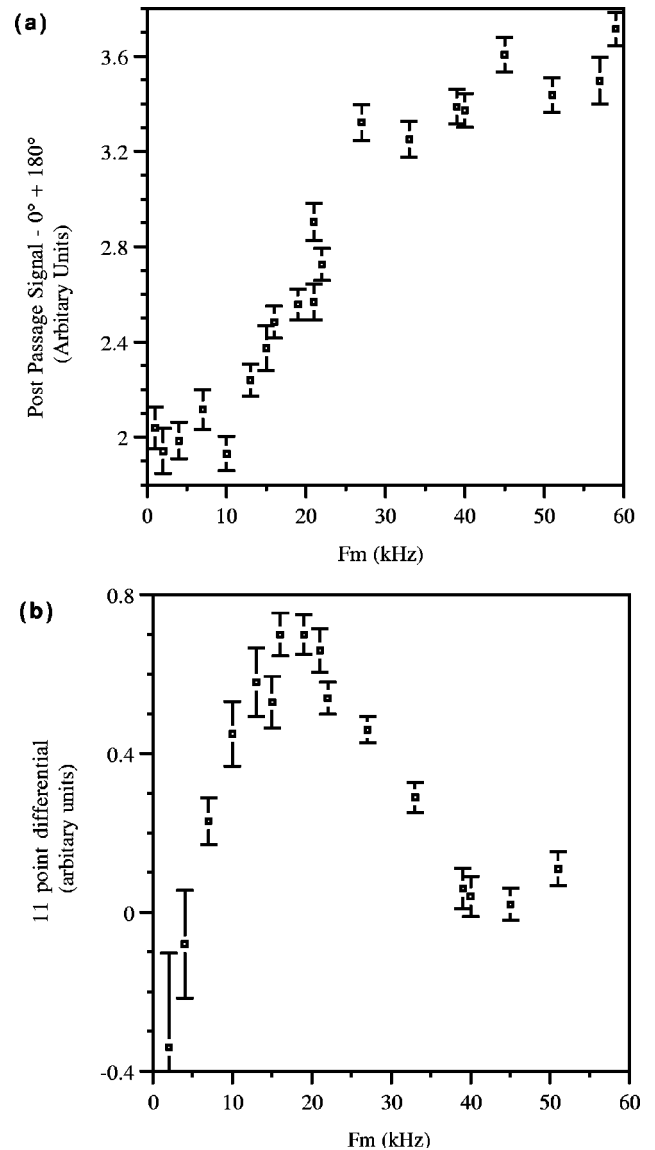 (a)
Post Passage Signal - 0° + 180°
(Arbitary Units)
3.6
3.2
2.8
2.4
2
0 10 20 30 40 50 60
Fm (kHz)
(b)
11 point differential
(arbitary units)
0.8
0.4
0
-0.4
0 10 20 30 40 50 60
Fm (kHz)